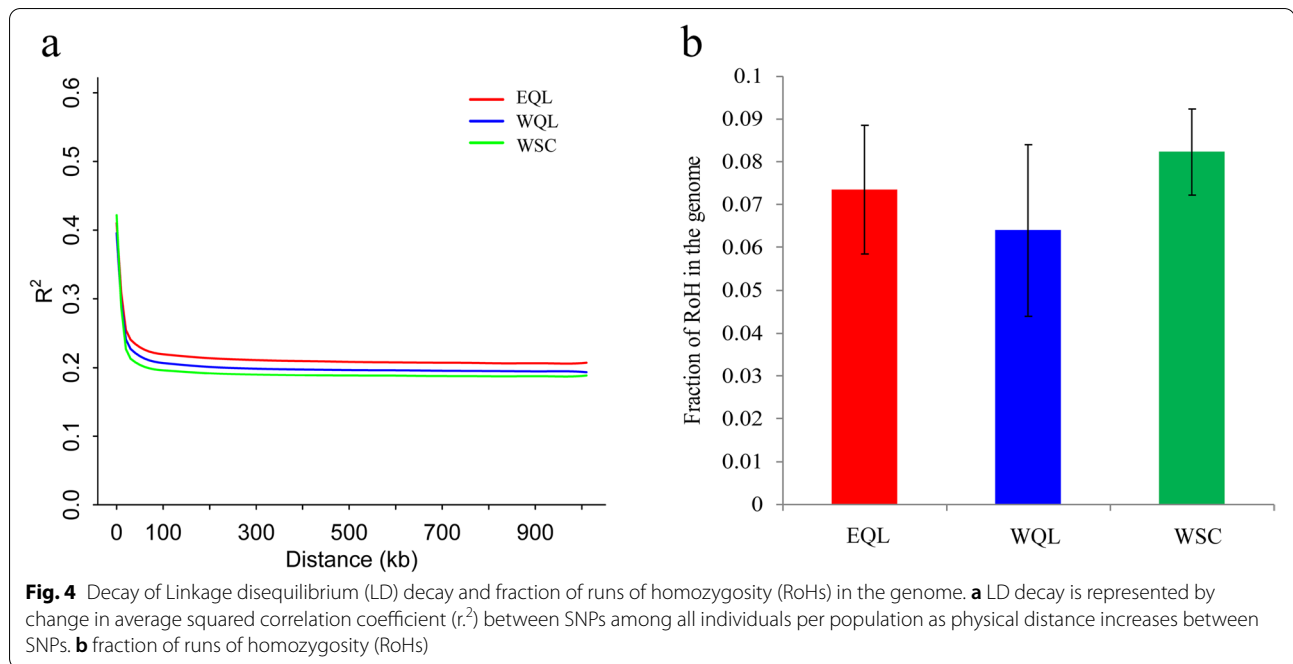 a
0.6
0.5
0.4
0.3
0.2
0.1
0.0
R2
EQL
WQL
WSC
0 100 300 500 700 900
Distance (kb)
b
0.1
0.09
0.08
0.07
0.06
0.05
0.04
0.03
0.02
0.01
0
Fraction of RoH in the genome
EQL WQL WSC
Fig. 4 Decay of Linkage disequilibrium (LD) decay and fraction of runs of homozygosity (RoHs) in the genome. a LD decay is represented by
change in average squared correlation coefficient (r.2) between SNPs among all individuals per population as physical distance increases between
SNPs. b fraction of runs of homozygosity (RoHs)